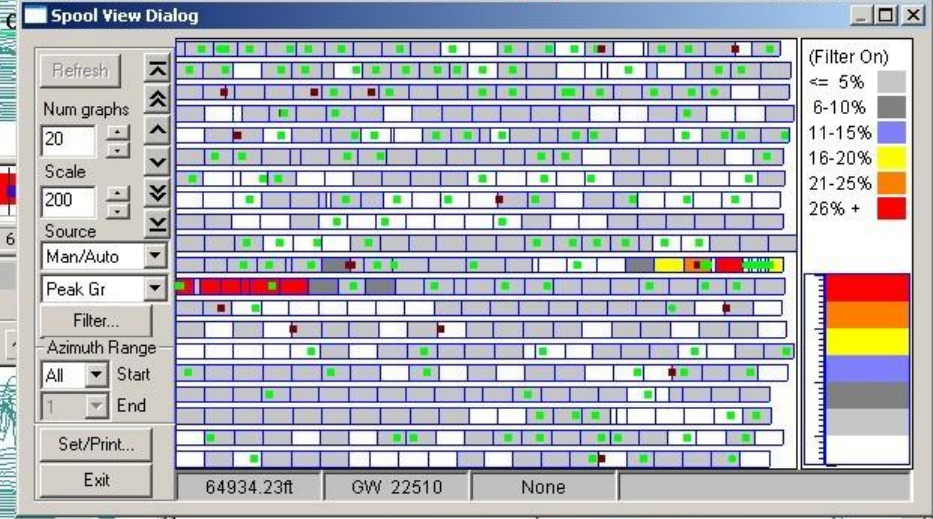 Spool View Dialog
Refresh
Num graphs
20
Scale
200
Source
Man/Auto
Peak Gr
Filter...
Azimuth Range
All Start
1 End
Set/Print...
Exit
(Filter On)
<= 5%
6-10%
11-15%
16-20%
21-25%
26% +
64934.23ft GW 22510 None
6